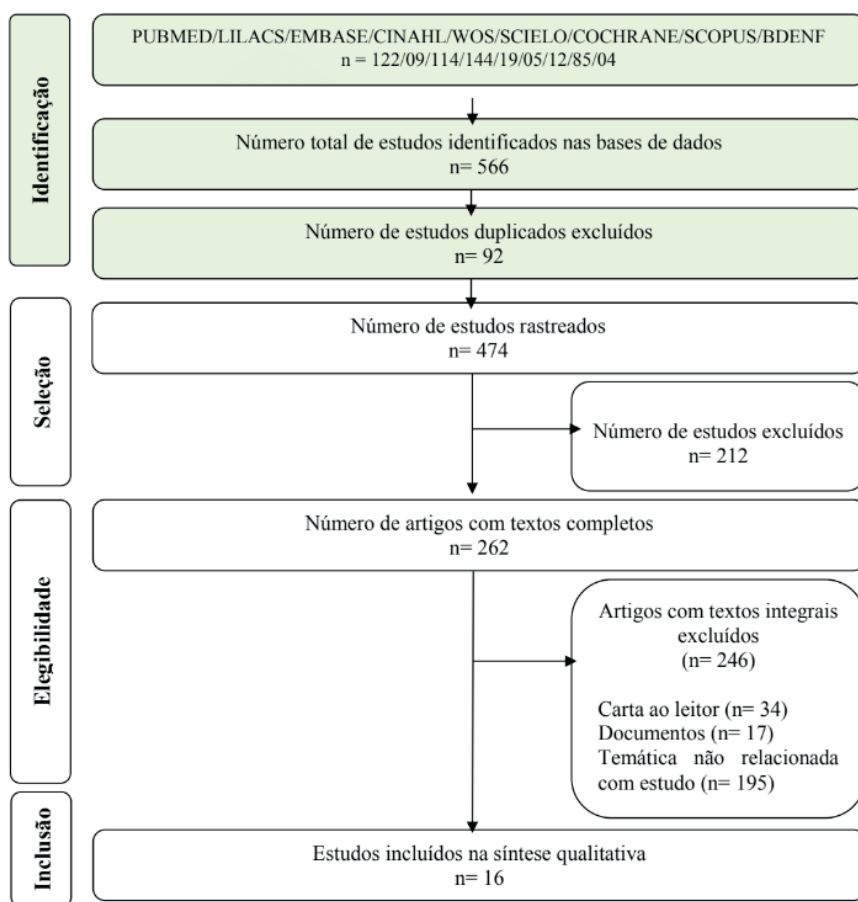 Identificação
PUBMED/LILACS/EMBASE/CINAHL/WOS/SCIELO/COCHRANE/SCOPUS/BDENF
n = 122/09/114/144/19/05/12/85/04
Número total de estudos identificados nas bases de dados
n= 566
Número de estudos duplicados excluídos
n= 92
Seleção
Número de estudos rastreados
n= 474
Número de estudos excluídos
n= 212
Elegibilidade
Número de artigos com textos completos
n= 262
Artigos com textos integrais
excluídos
(n= 246)
Carta ao leitor (n= 34)
Documentos (n= 17)
Temática não relacionada
com estudo (n= 195)
Inclusão
Estudos incluídos na síntese qualitativa
n= 16